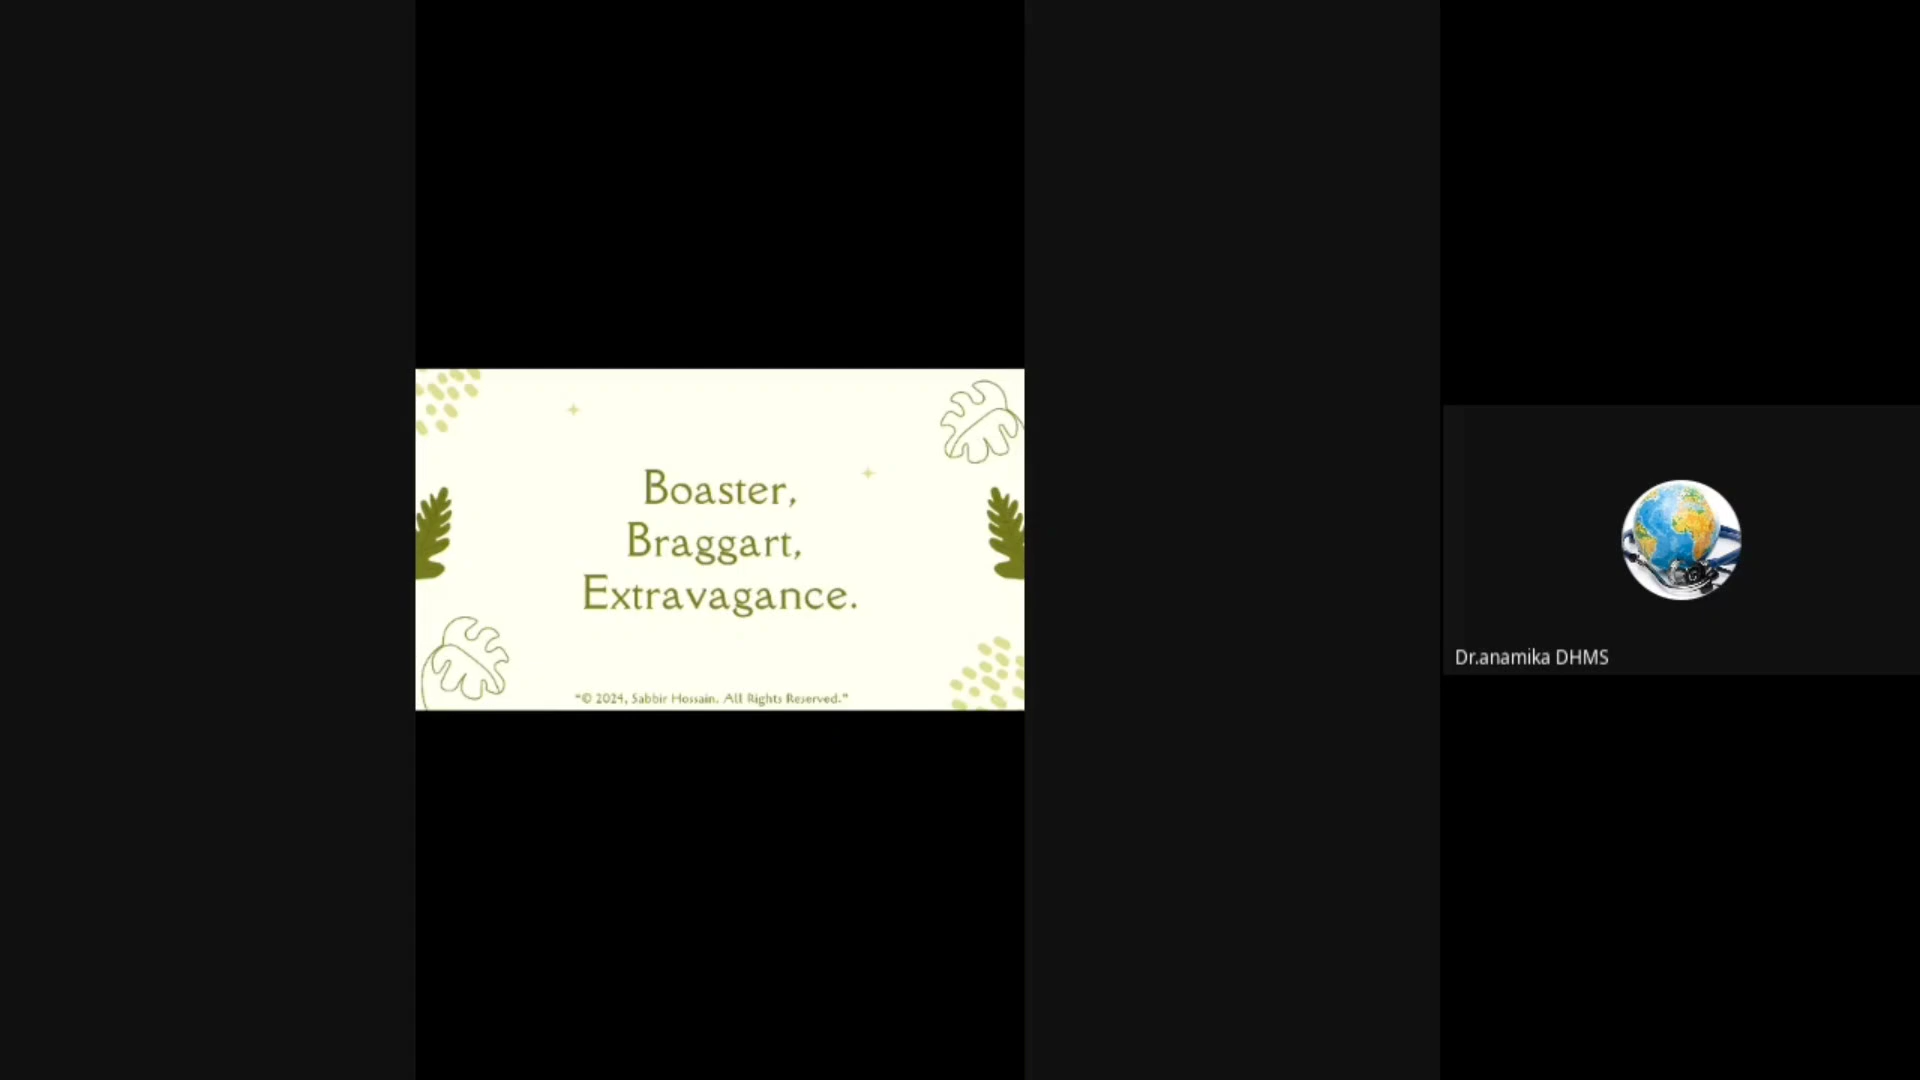 Boaster,
Braggart,
Extravagance.
"© 2024, Sabbir Hossain. All Rights Reserved."
Dr.anamika DHMS